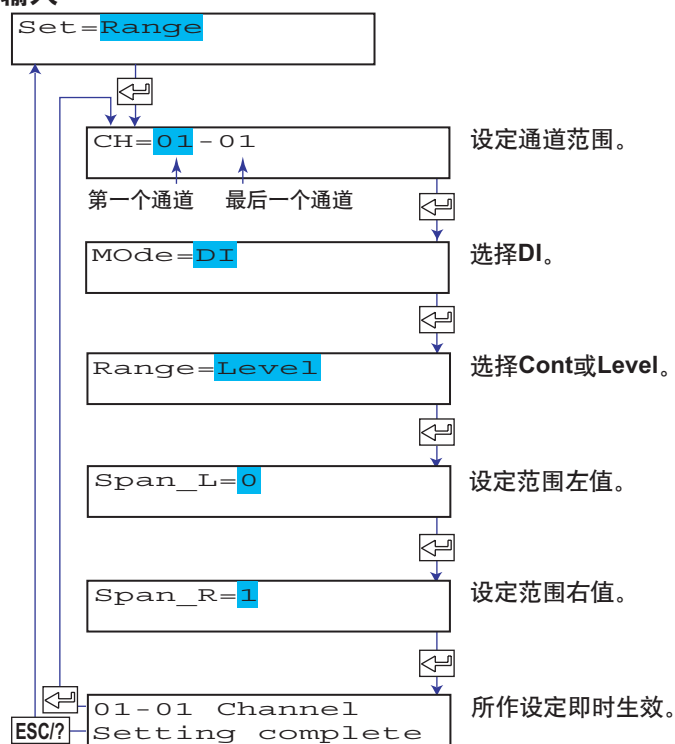 输入
Set=Range
CH=01-01
设定通道范围。
第一个通道 最后一个通道
MOde=DI
选择DI。
Range=Level
选择Cont或Level。
Span_L=0
设定范围左值。
Span_R=1
设定范围右值。
01-01 Channel
所作设定即时生效。
ESC/?
Setting complete